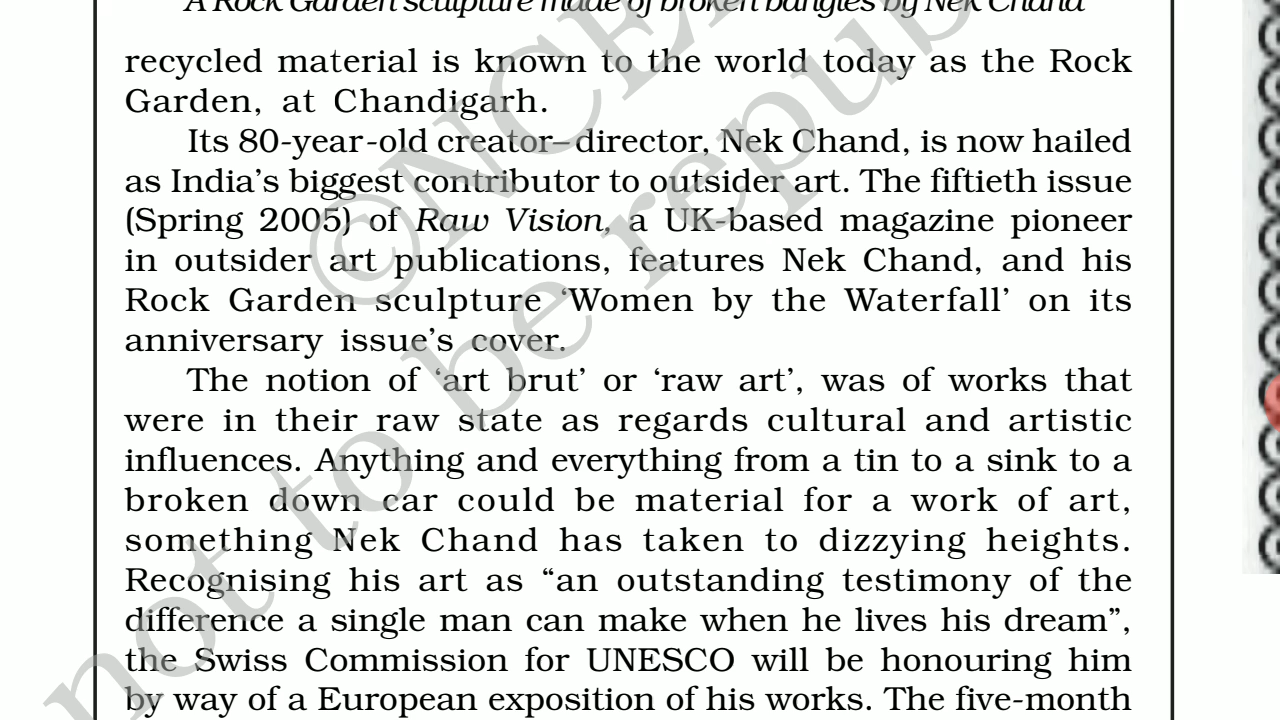 A Rock Garden sculpture made of broken bangles by Nek Chand
recycled material is known to the world today as the Rock
Garden, at Chandigarh.
Its 80-year-old creator–director, Nek Chand, is now hailed
as India’s biggest contributor to outsider art. The fiftieth issue
(Spring 2005) of Raw Vision, a UK-based magazine pioneer
in outsider art publications, features Nek Chand, and his
Rock Garden sculpture ‘Women by the Waterfall’ on its
anniversary issue’s cover.
The notion of ‘art brut’ or ‘raw art’, was of works that
were in their raw state as regards cultural and artistic
influences. Anything and everything from a tin to a sink to a
broken down car could be material for a work of art,
something Nek Chand has taken to dizzying heights.
Recognising his art as “an outstanding testimony of the
difference a single man can make when he lives his dream”,
the Swiss Commission for UNESCO will be honouring him
by way of a European exposition of his works. The five-month
©NCE
not to be repub